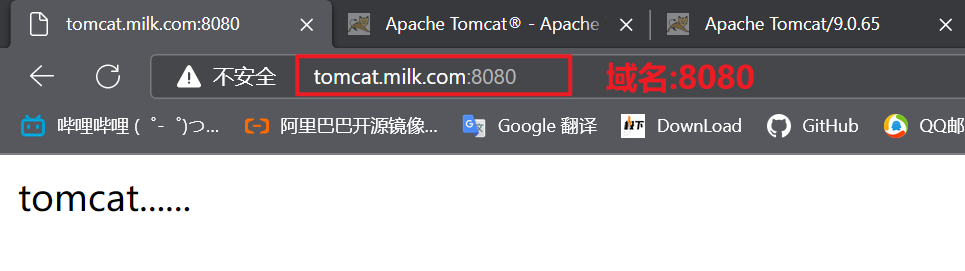 tomcat.milk.com:8080 Apache Tomcat® - Apache Apache Tomcat/9.0.65
不安全 tomcat.milk.com:8080 域名:8080
哔哩哔哩 (゜-゜)つ... 阿里巴巴开源镜像... Google 翻译 DownLoad GitHub QQ邮
tomcat......